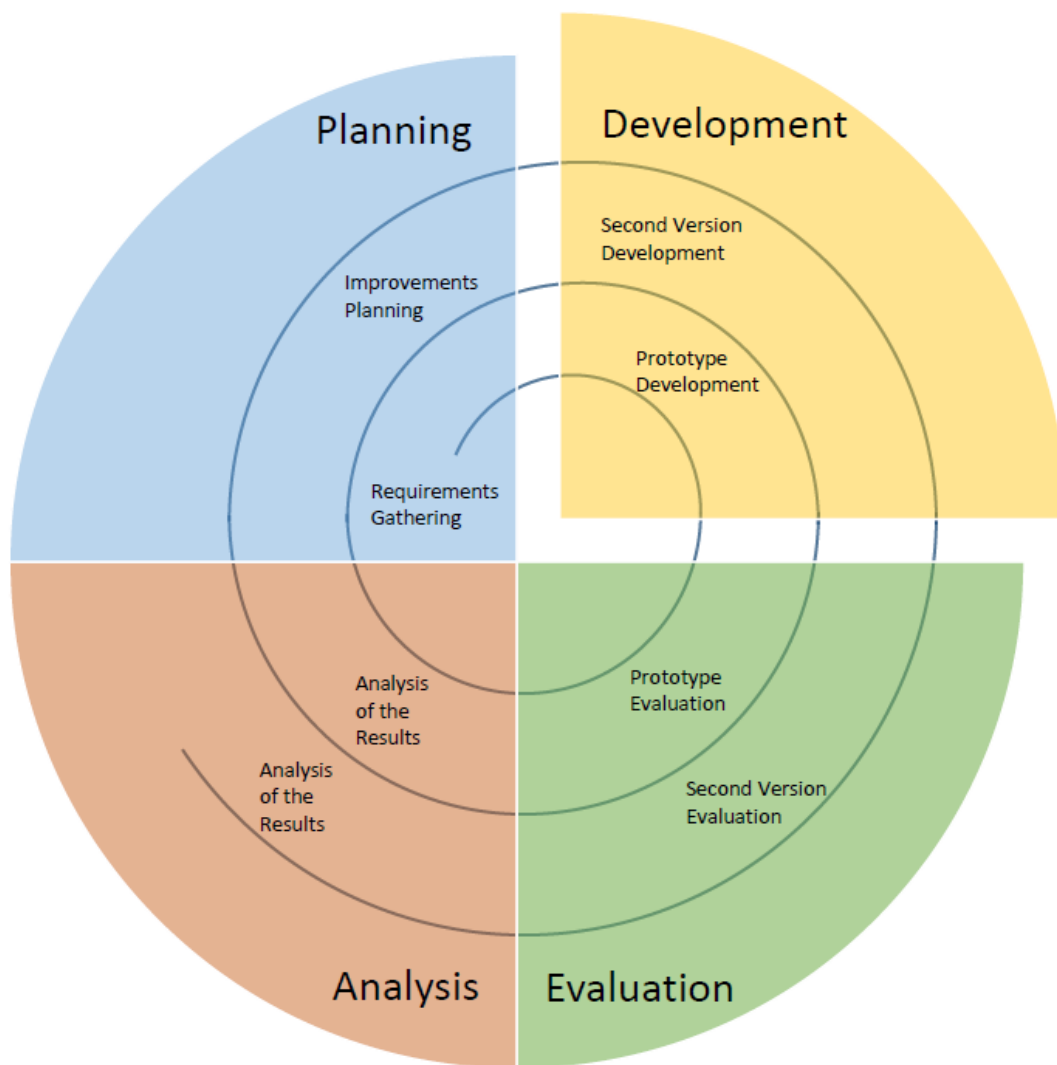 Planning
Development
Second Version
Development
Improvements
Planning
Prototype
Development
Requirements
Gathering
Prototype
Evaluation
Analysis
of the
Results
Analysis
of the
Results
Second Version
Evaluation
Analysis
Evaluation